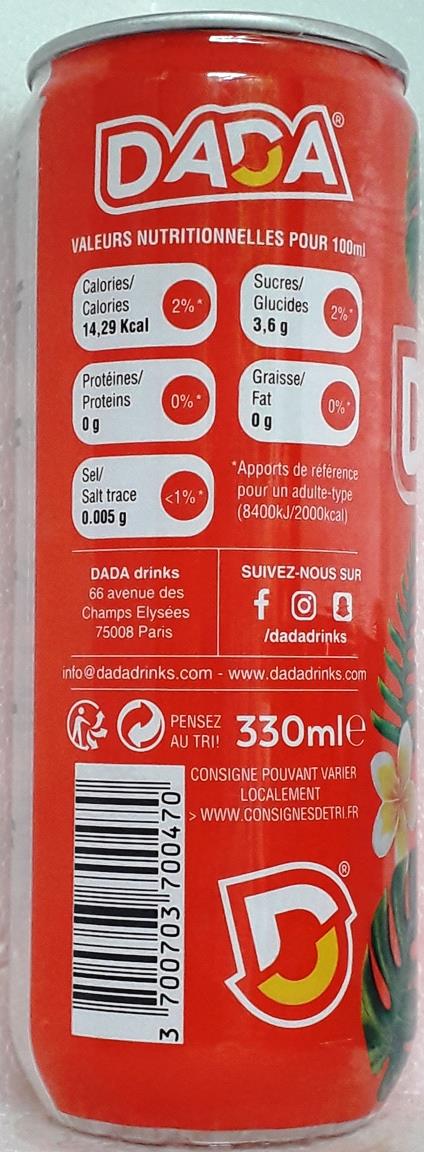 DADA®
VALEURS NUTRITIONNELLES POUR 100ml
Calories/
Calories
14,29 Kcal
2%*
Sucres/
Glucides
3,6 g
2%*
Protéines/
Proteins
0 g
0%*
Graisse/
Fat
0 g
0%*
Sel/
Salt trace
0.005 g
<1%*
*Apports de référence
pour un adulte-type
(8400kJ/2000kcal)
DADA drinks
66 avenue des
Champs Elysées
75008 Paris
SUIVEZ-NOUS SUR
/dadadrinks
info@dadadrinks.com - www.dadadrinks.com
PENSEZ
AU TRI!
330ml℮
CONSIGNE POUVANT VARIER
LOCALEMENT
> WWW.CONSIGNESDETRI.FR
3 700703 700470
D®
D